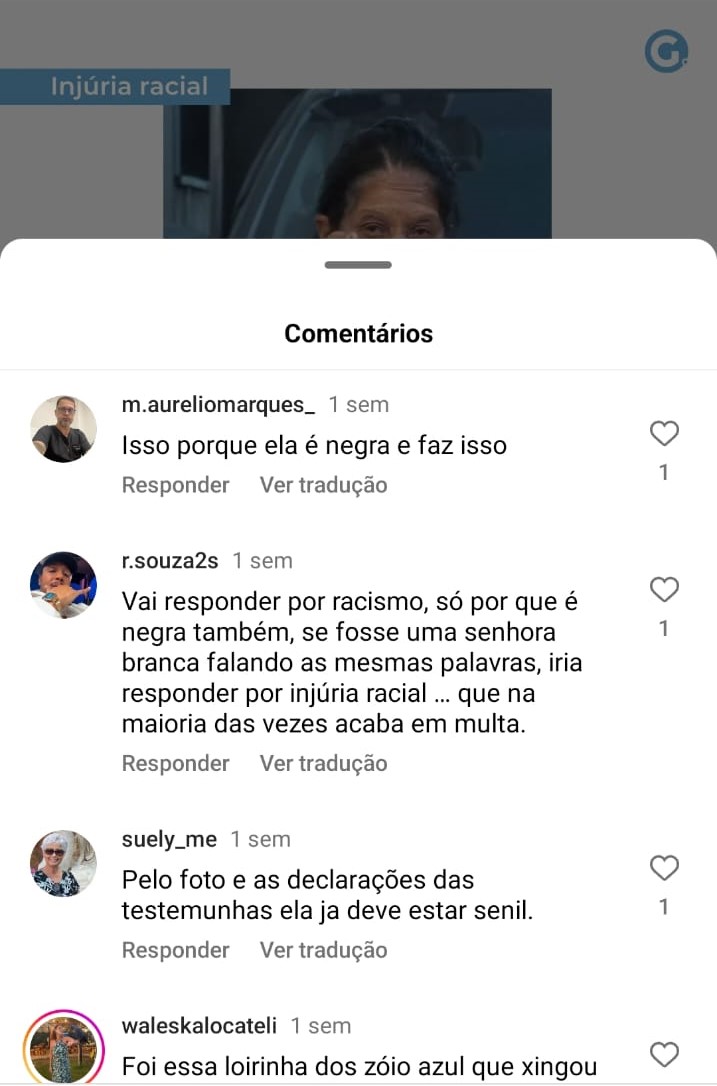 G.
Injúria racial
Comentários
m.aureliomarques_ 1 sem
Isso porque ela é negra e faz isso
1
Responder Ver tradução
r.souza2s 1 sem
Vai responder por racismo, só por que é
negra também, se fosse uma senhora
branca falando as mesmas palavras, iria
responder por injúria racial ... que na
maioria das vezes acaba em multa.
1
Responder Ver tradução
suely_me 1 sem
Pelo foto e as declarações das
testemunhas ela ja deve estar senil.
1
Responder Ver tradução
waleskalocateli 1 sem
Foi essa loirinha dos zóio azul que xingou